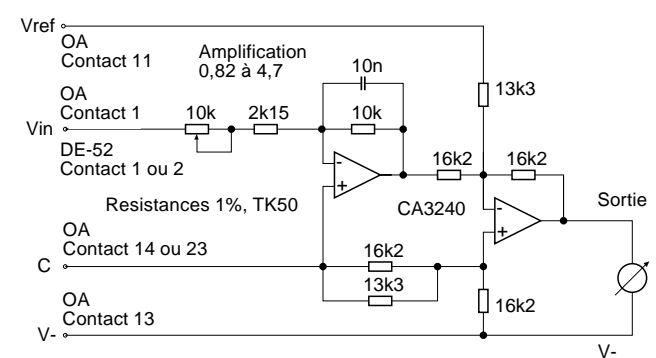 Vref
OA
Contact 11
Amplification
0,82 à 4,7
10n
13k3
OA
Contact 1
Vin
10k
2k15
10k
DE-52
Contact 1 ou 2
-
+
16k2
16k2
Resistances 1%, TK50
CA3240
-
+
Sortie
OA
Contact 14 ou 23
C
16k2
13k3
16k2
OA
Contact 13
V-
V-